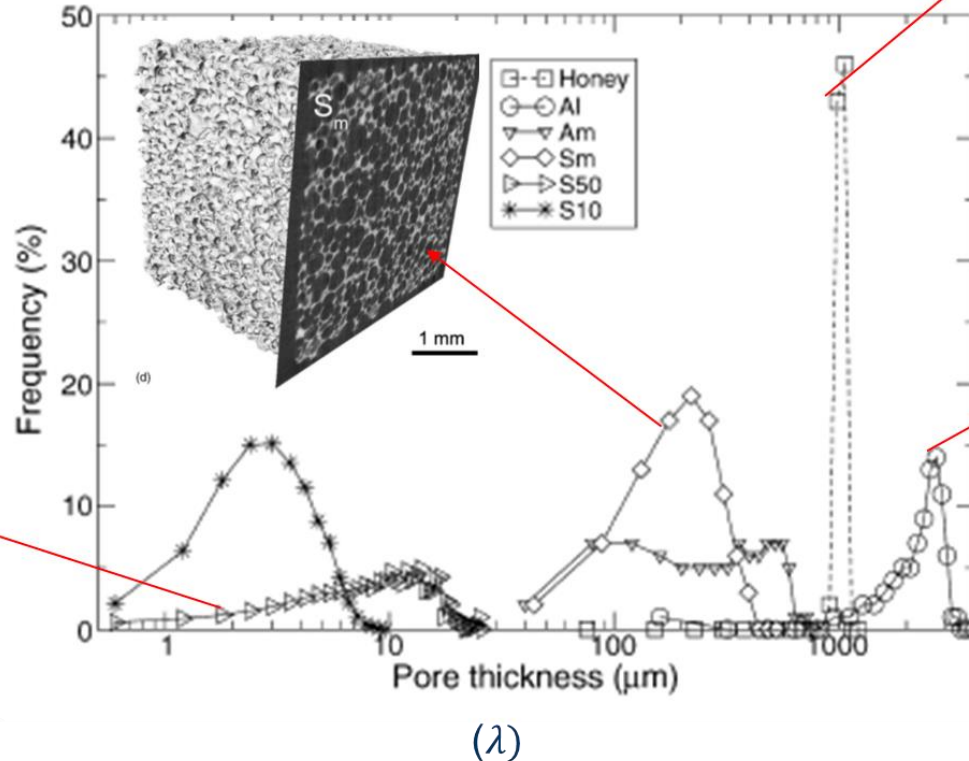 50
40
30
20
10
0
Frequency (%)
Sm
1 mm
(d)
Honey
Al
Am
Sm
S50
S10
1
10
100
1000
Pore thickness (μm)
(λ)